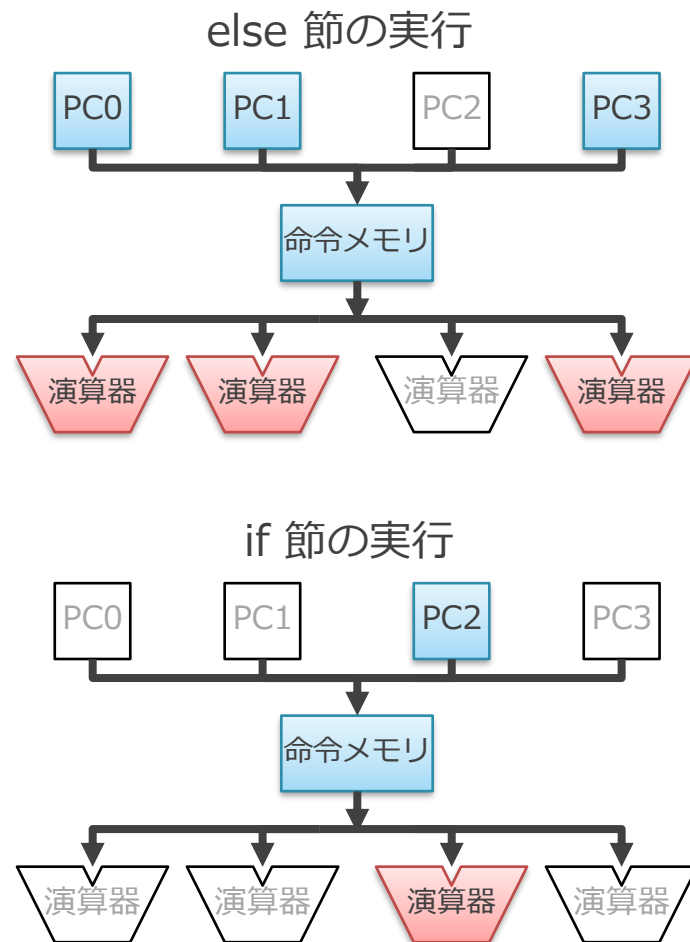 else 節の実行
PC0 PC1 PC2 PC3
命令メモリ
演算器 演算器 演算器 演算器
if 節の実行
PC0 PC1 PC2 PC3
命令メモリ
演算器 演算器 演算器 演算器